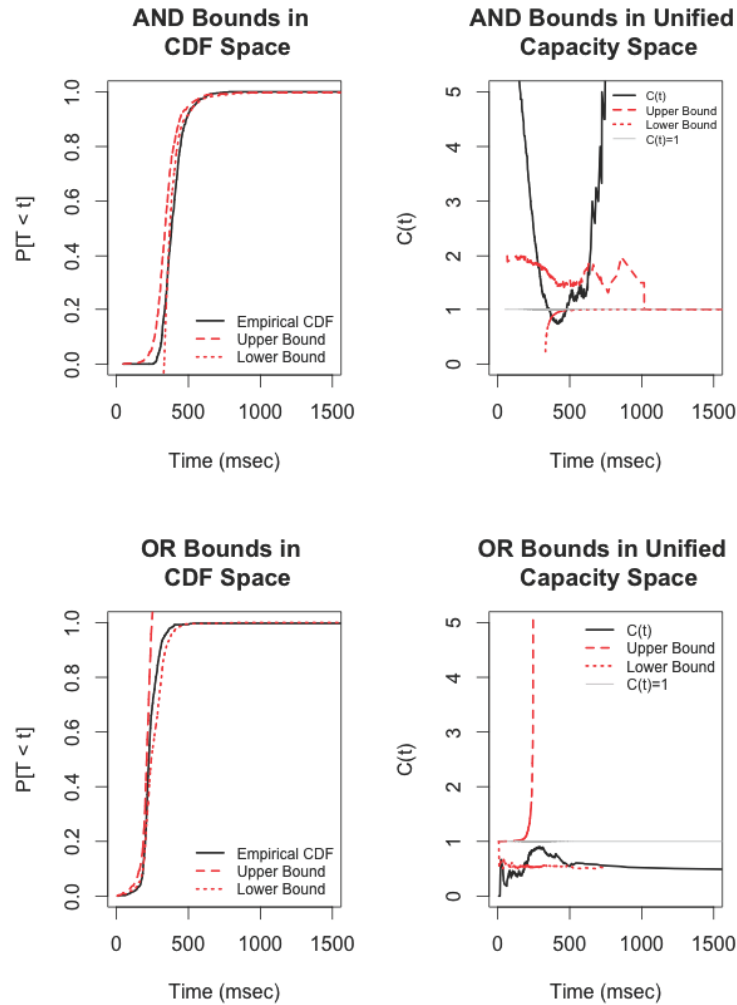 AND Bounds in
CDF Space
P[T < t]
0.0
0.2
0.4
0.6
0.8
1.0
Empirical CDF
Upper Bound
Lower Bound
0
500
1000
1500
Time (msec)
AND Bounds in Unified
Capacity Space
C(t)
0
1
2
3
4
5
C(t)
Upper Bound
Lower Bound
C(t)=1
0
500
1000
1500
Time (msec)
OR Bounds in
CDF Space
P[T < t]
0.0
0.2
0.4
0.6
0.8
1.0
Empirical CDF
Upper Bound
Lower Bound
0
500
1000
1500
Time (msec)
OR Bounds in Unified
Capacity Space
C(t)
0
1
2
3
4
5
C(t)
Upper Bound
Lower Bound
C(t)=1
0
500
1000
1500
Time (msec)